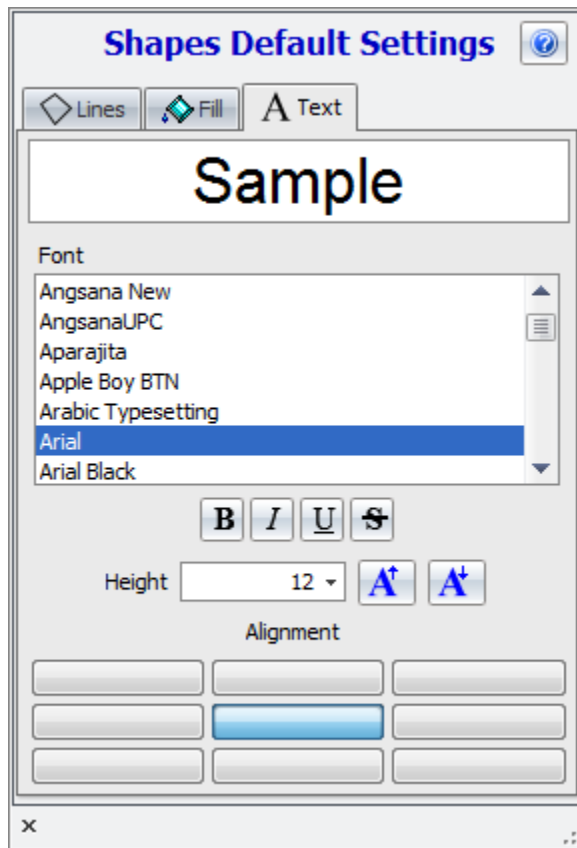 Shapes Default Settings
Lines Fill A Text
Sample
Font
Angsana New
AngsanaUPC
Aparajita
Apple Boy BTN
Arabic Typesetting
Arial
Arial Black
B I U S
Height 12 A A
Alignment